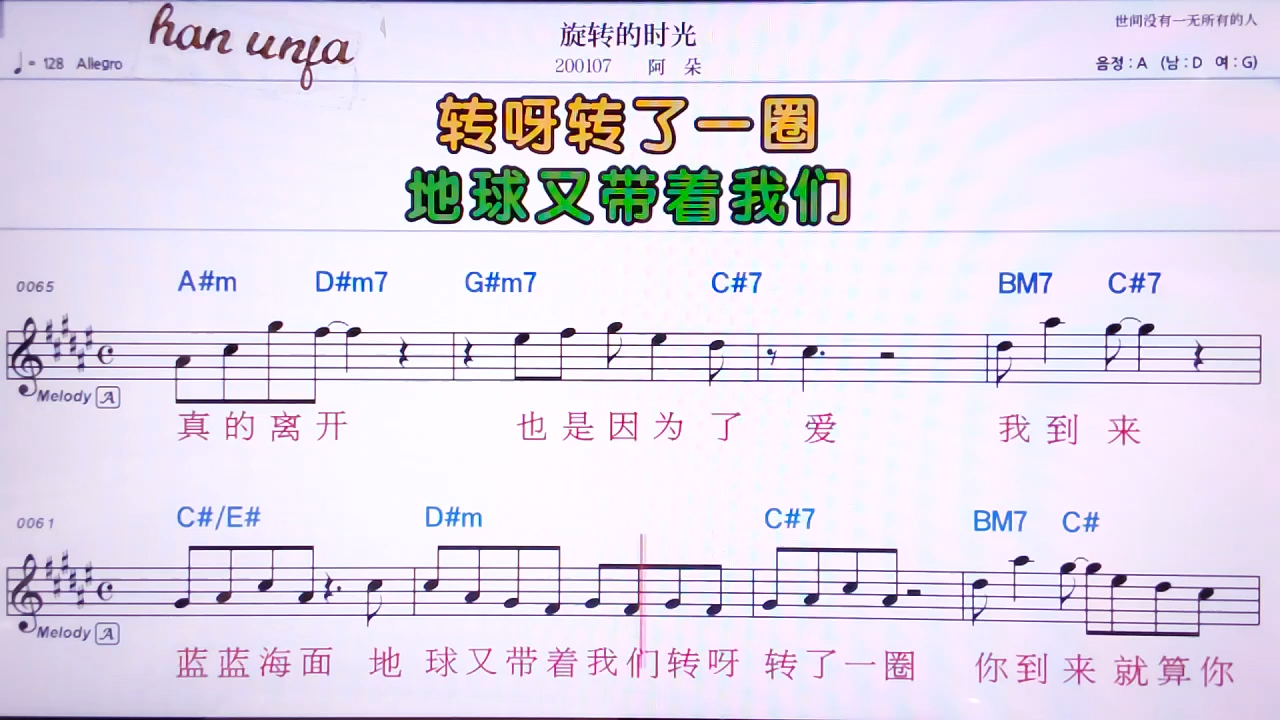 han unfa
旋转的时光
世间没有一无所有的人
♩= 128 Allegro
200107 阿 朵
음정 : A (남 : D 여 : G)
转呀转了一圈
地球又带着我们
0065 A#m D#m7 G#m7 C#7 BM7 C#7
Melody A
真的离开 也是因为了 爱 我到来
0061 C#/E# D#m C#7 BM7 C#
Melody A
蓝蓝海面 地 球又带着我们转呀 转了一圈 你到来就算你